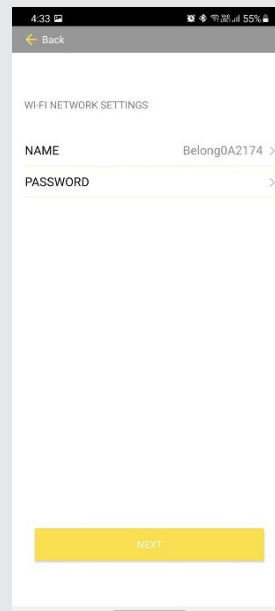 4:33 55%
← Back
WI-FI NETWORK SETTINGS
NAME Belong0A2174 >
PASSWORD >
NEXT